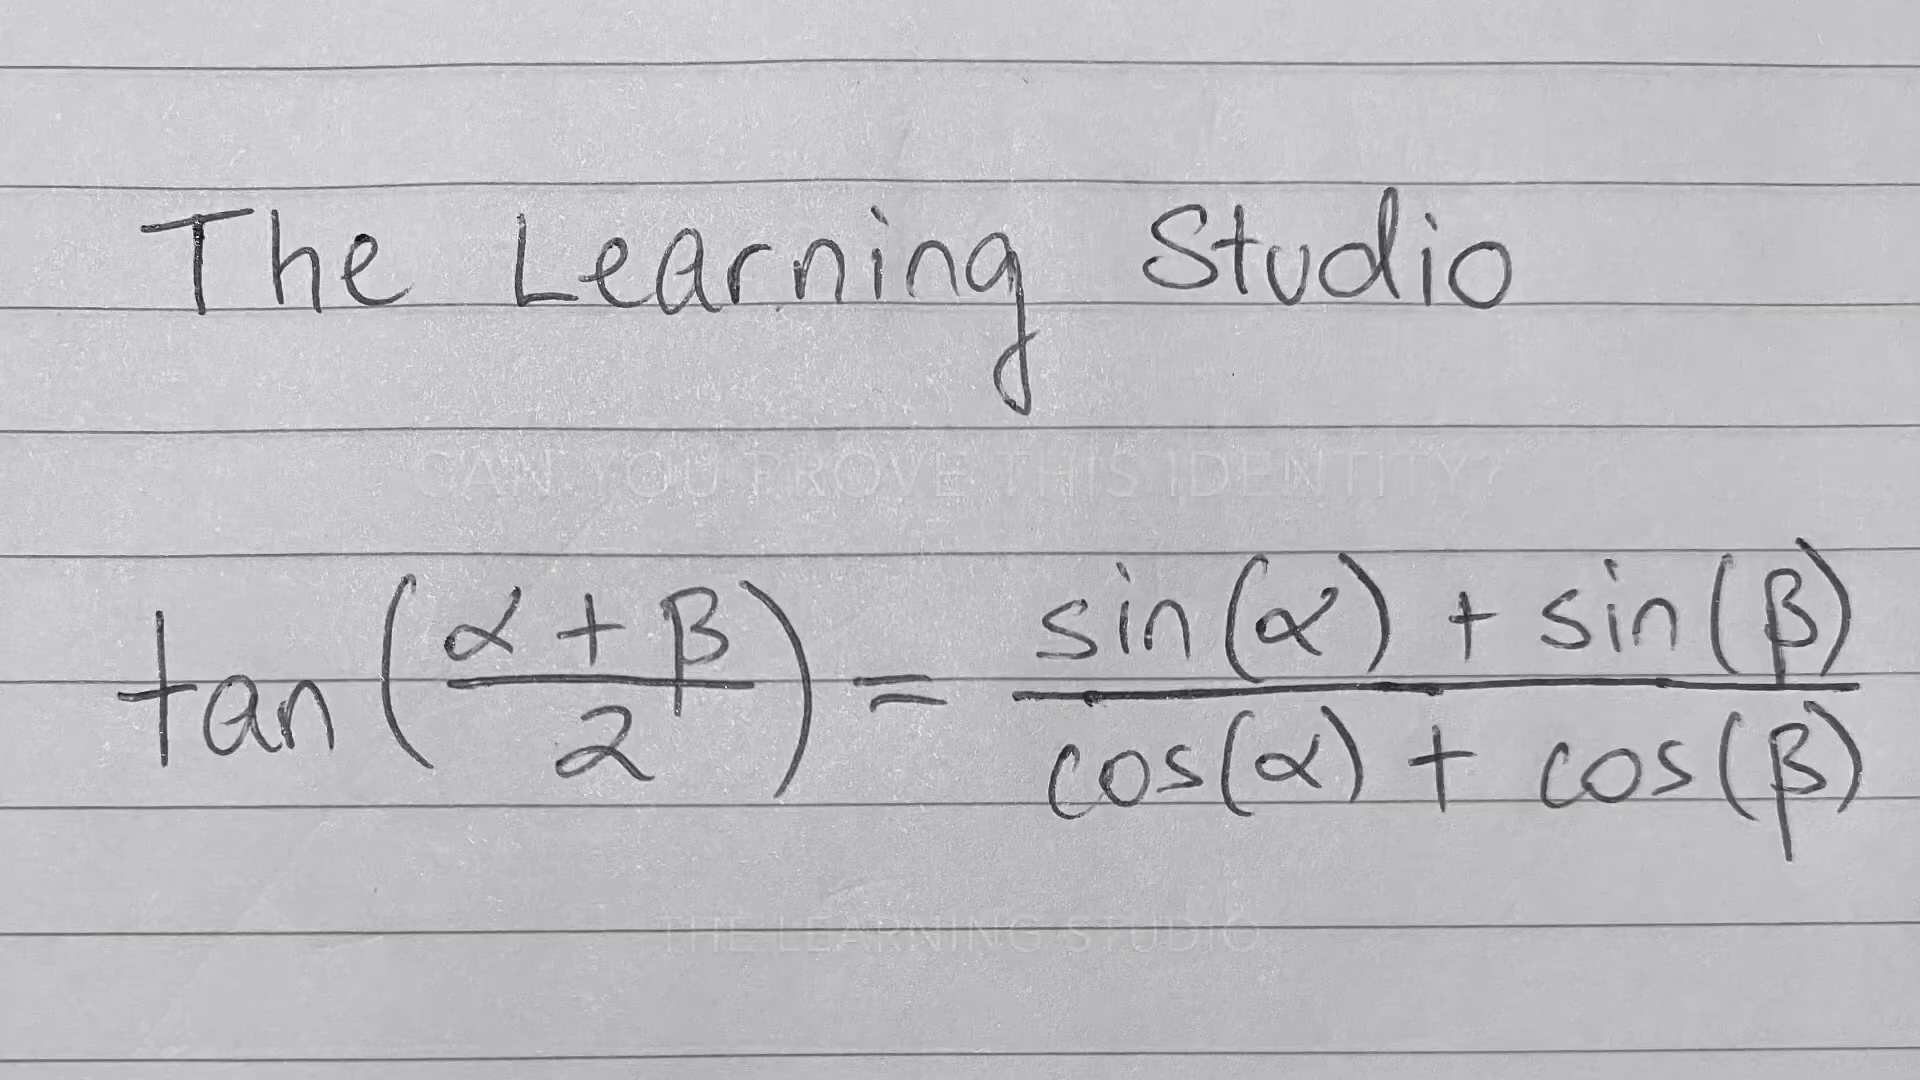 The Learning Studio
CAN YOU PROVE THIS IDENTITY?
tan(α + β / 2) = sin(α) + sin(β) / cos(α) + cos(β)
THE LEARNING STUDIO